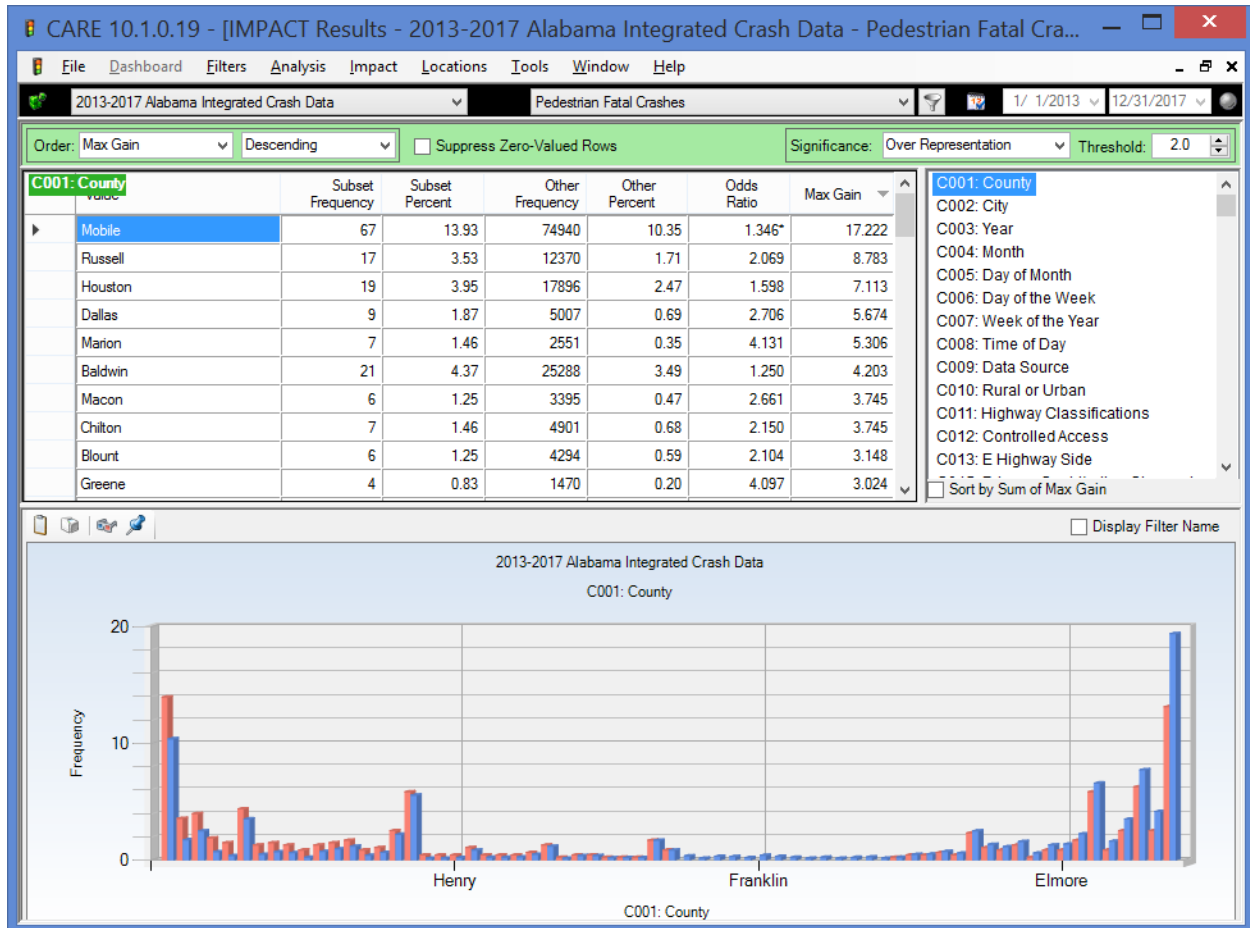 CARE 10.1.0.19 - [IMPACT Results - 2013-2017 Alabama Integrated Crash Data - Pedestrian Fatal Cra...
File Dashboard Filters Analysis Impact Locations Tools Window Help
2013-2017 Alabama Integrated Crash Data Pedestrian Fatal Crashes 1/ 1/2013 12/31/2017
Order: Max Gain Descending Suppress Zero-Valued Rows Significance: Over Representation Threshold: 2.0
C001: County Subset Frequency Subset Percent Other Frequency Other Percent Odds Ratio Max Gain
Mobile 67 13.93 74940 10.35 1.346* 17.222
Russell 17 3.53 12370 1.71 2.069 8.783
Houston 19 3.95 17896 2.47 1.598 7.113
Dallas 9 1.87 5007 0.69 2.706 5.674
Marion 7 1.46 2551 0.35 4.131 5.306
Baldwin 21 4.37 25288 3.49 1.250 4.203
Macon 6 1.25 3395 0.47 2.661 3.745
Chilton 7 1.46 4901 0.68 2.150 3.745
Blount 6 1.25 4294 0.59 2.104 3.148
Greene 4 0.83 1470 0.20 4.097 3.024
C001: County
C002: City
C003: Year
C004: Month
C005: Day of Month
C006: Day of the Week
C007: Week of the Year
C008: Time of Day
C009: Data Source
C010: Rural or Urban
C011: Highway Classifications
C012: Controlled Access
C013: E Highway Side
Sort by Sum of Max Gain
Display Filter Name
2013-2017 Alabama Integrated Crash Data
C001: County
20
10
0
Frequency
Henry Franklin Elmore
C001: County